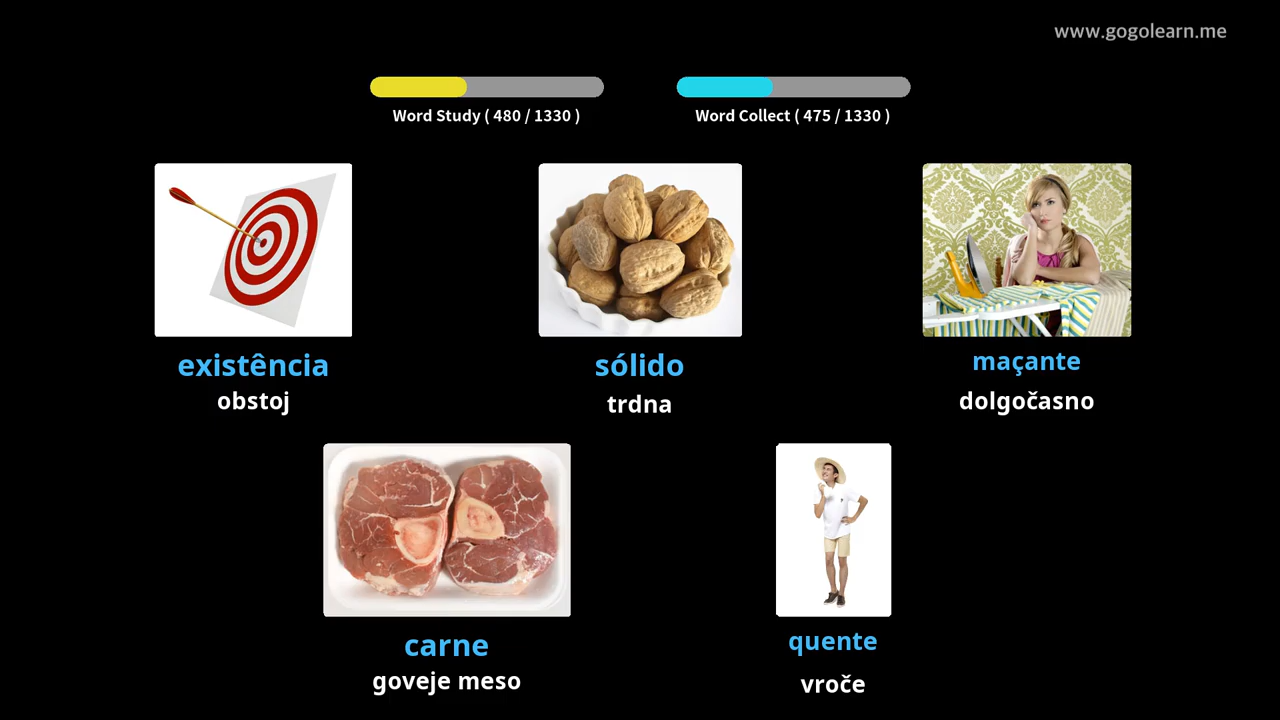 www.gogolearn.me
Word Study ( 480 / 1330 )
Word Collect ( 475 / 1330 )
existência
obstoj
sólido
trdna
maçante
dolgočasno
carne
goveje meso
quente
vroče